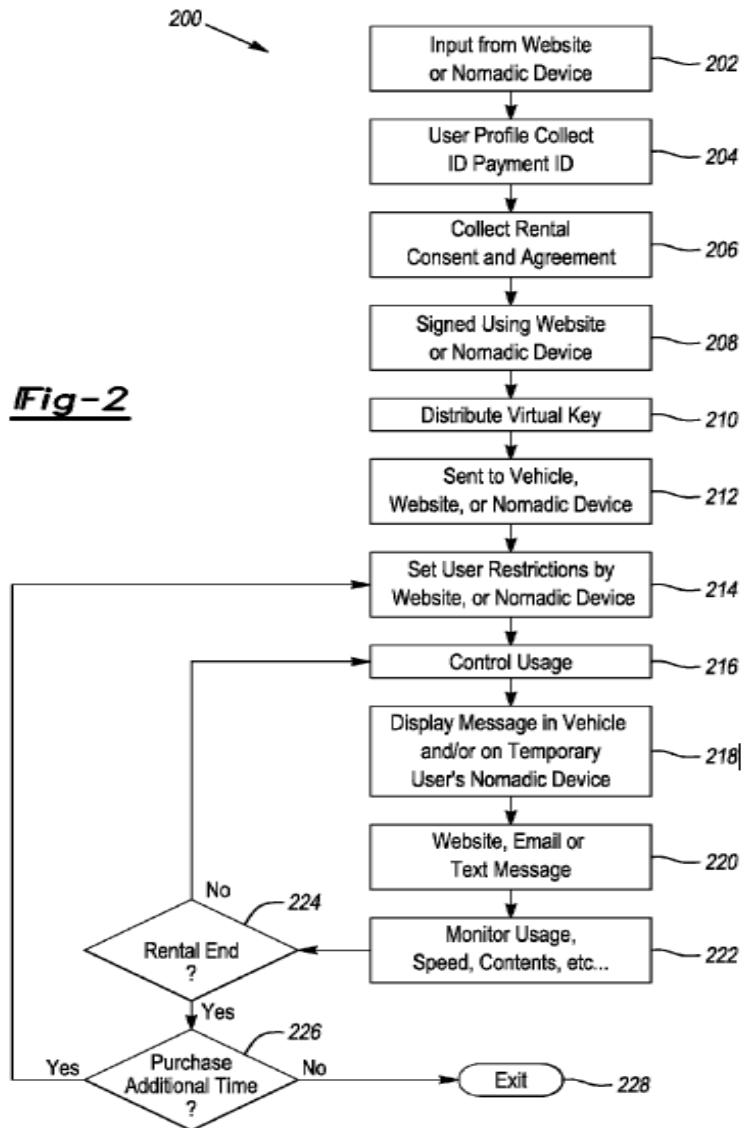 200
Input from Website
or Nomadic Device
202
User Profile Collect
ID Payment ID
204
Collect Rental
Consent and Agreement
206
Signed Using Website
or Nomadic Device
208
Fig-2
Distribute Virtual Key
210
Sent to Vehicle,
Website, or Nomadic Device
212
Set User Restrictions by
Website, or Nomadic Device
214
Control Usage
216
Display Message in Vehicle
and/or on Temporary
User's Nomadic Device
218
Website, Email or
Text Message
220
Monitor Usage,
Speed, Contents, etc...
222
No
224
Rental End
?
Yes
226
Yes
Purchase
Additional Time
?
No
Exit
228